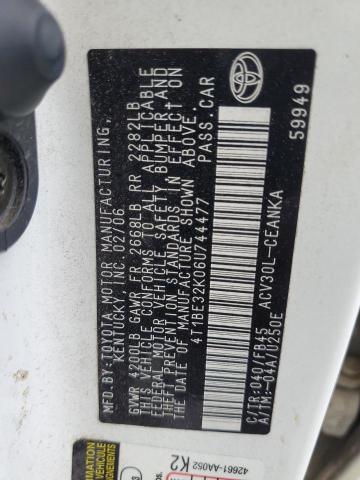 MFD. BY: TOYOTA MOTOR MANUFACTURING,
KENTUCKY, INC. 02/06
GVWR 4200LB GAWR FR 2668LB RR 2282LB
THIS VEHICLE CONFORMS TO ALL APPLICABLE
FEDERAL MOTOR VEHICLE SAFETY, BUMPER, AND
THEFT PREVENTION STANDARDS IN EFFECT ON
THE DATE OF MANUFACTURE SHOWN ABOVE.
4T1BE32K06U744477 PASS.CAR
ACV30L-CEANKA 59949
C/TR:040/FB45
A/TM:-04A/U250E
42661-AA052
K2